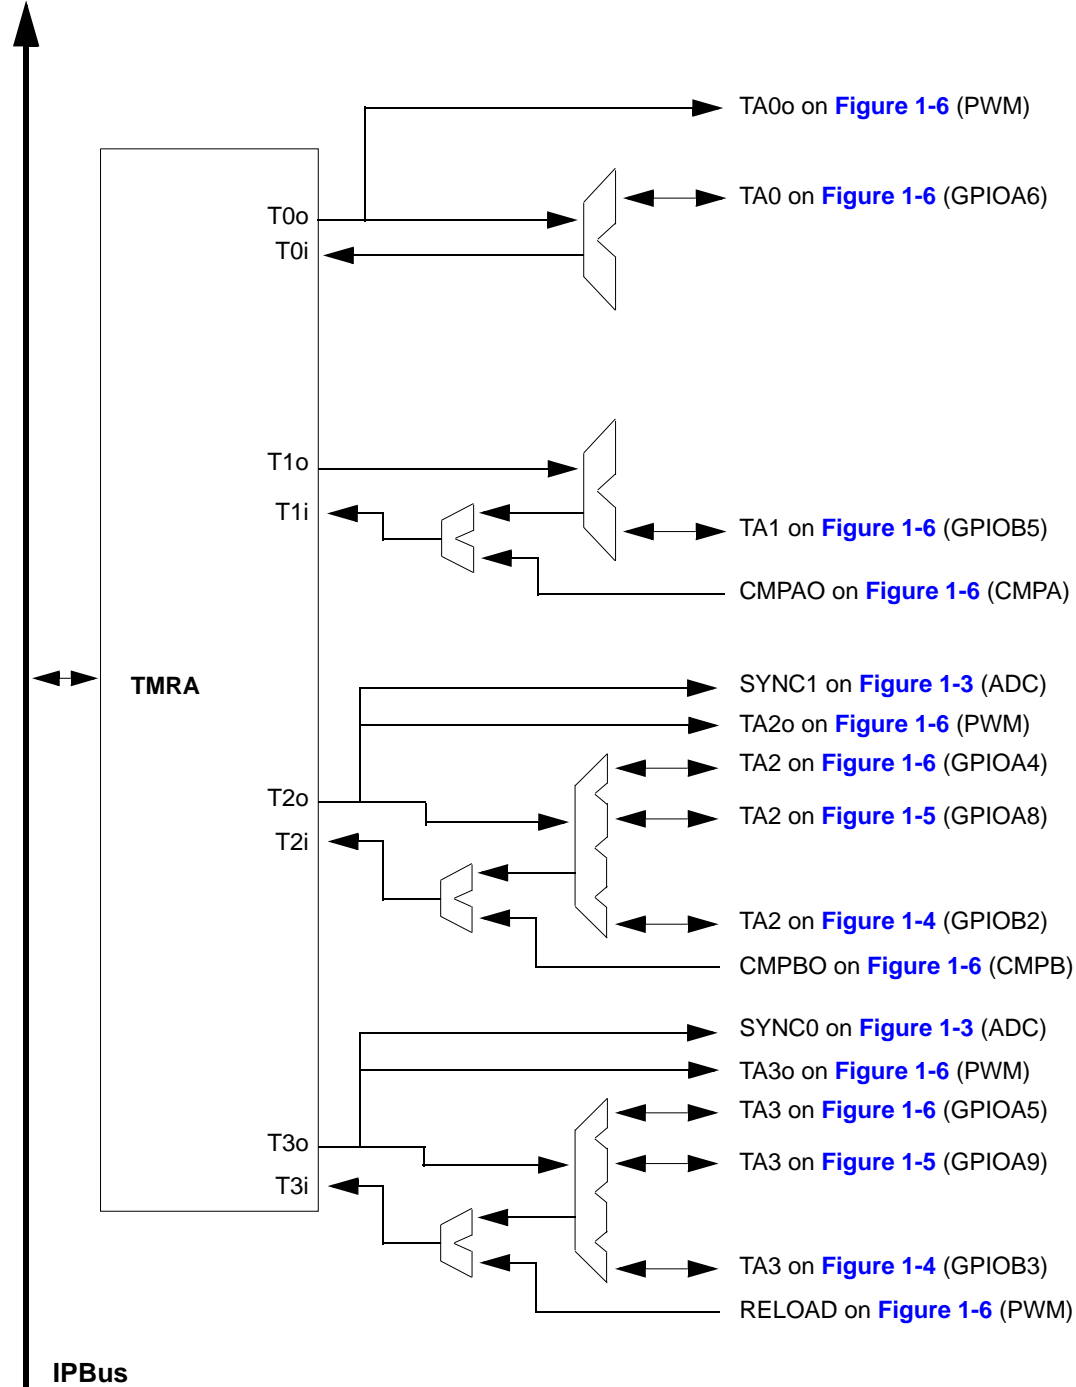 TA0o on Figure 1-6 (PWM)
TA0 on Figure 1-6 (GPIOA6)
T0o
T0i
T1o
T1i
TA1 on Figure 1-6 (GPIOB5)
CMPAO on Figure 1-6 (CMPA)
TMRA
SYNC1 on Figure 1-3 (ADC)
TA2o on Figure 1-6 (PWM)
TA2 on Figure 1-6 (GPIOA4)
T2o
TA2 on Figure 1-5 (GPIOA8)
T2i
TA2 on Figure 1-4 (GPIOB2)
CMPBO on Figure 1-6 (CMPB)
SYNC0 on Figure 1-3 (ADC)
TA3o on Figure 1-6 (PWM)
TA3 on Figure 1-6 (GPIOA5)
T3o
TA3 on Figure 1-5 (GPIOA9)
T3i
TA3 on Figure 1-4 (GPIOB3)
RELOAD on Figure 1-6 (PWM)
IPBus